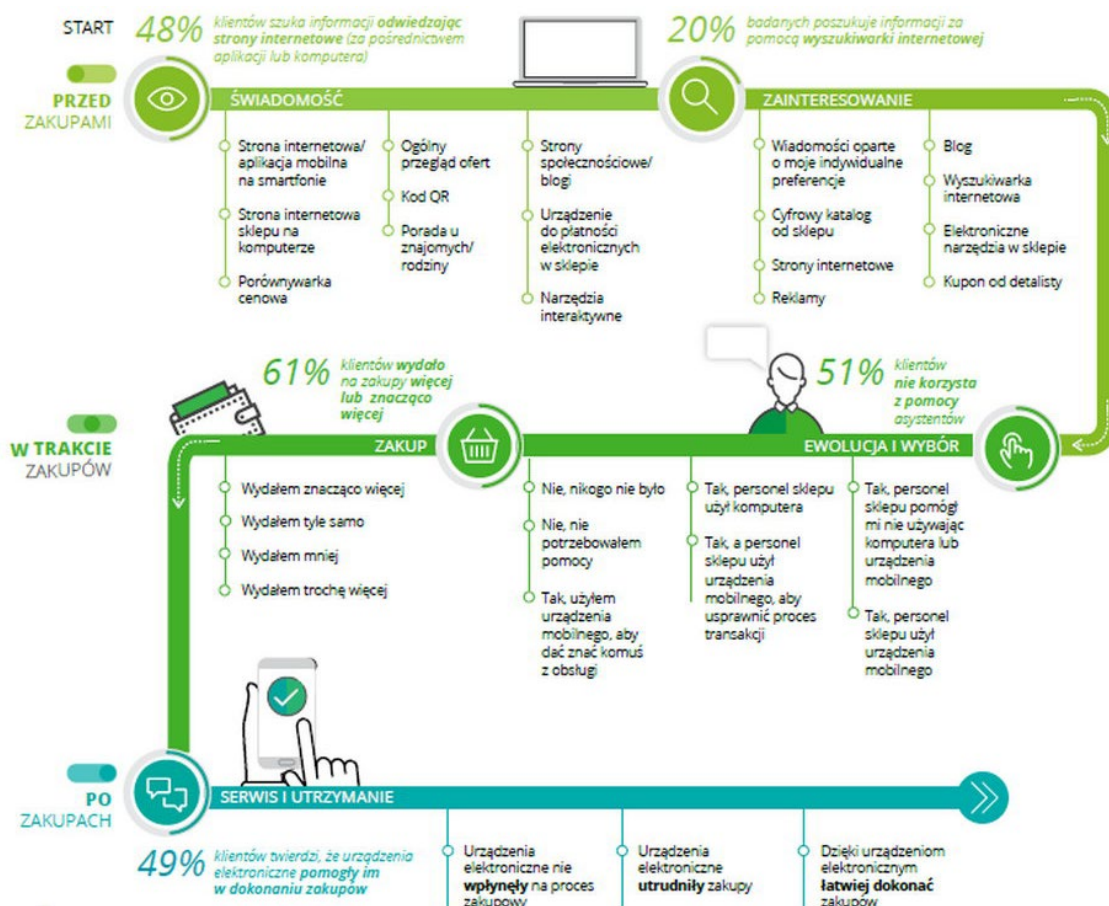 START
48%
klientów szuka informacji odwiedzając
strony internetowe (za pośrednictwem
aplikacji lub komputera)
20%
badanych poszukuje informacji za
pomocą wyszukiwarki internetowej
PRZED
ZAKUPAMI
ŚWIADOMOŚĆ
Strona internetowa/
aplikacja mobilna
na smartfonie
Strona internetowa
sklepu na
komputerze
Porównywarka
cenowa
Ogólny
przegląd ofert
Kod QR
Porada u
znajomych/
rodziny
Strony
społecznościowe/
blogi
Urządzenie
do płatności
elektronicznych
w sklepie
Narzędzia
interaktywne
ZAINTERESOWANIE
Wiadomości oparte
o moje indywidualne
preferencje
Cyfrowy katalog
od sklepu
Strony internetowe
Reklamy
Blog
Wyszukiwarka
internetowa
Elektroniczne
narzędzia w sklepie
Kupon od detalisty
W TRAKCIE
ZAKUPÓW
51%
klientów
nie korzysta
z pomocy
asystentów
EWOLUCJA I WYBÓR
Nie, nikogo nie było
Nie, nie
potrzebowałem
pomocy
Tak, użyłem
urządzenia
mobilnego, aby
dać znać komuś
z obsługi
Tak, personel sklepu
użył komputera
Tak, a personel
sklepu użył
urządzenia
mobilnego, aby
usprawnić proces
transakcji
Tak, personel
sklepu pomógł
mi nie używając
komputera lub
urządzenia
mobilnego
Tak, personel
sklepu użył
urządzenia
mobilnego
61%
klientów wydało
na zakupy więcej
lub znacząco
więcej
ZAKUP
Wydałem znacząco więcej
Wydałem tyle samo
Wydałem mniej
Wydałem trochę więcej
PO
ZAKUPACH
SERWIS I UTRZYMANIE
49%
klientów twierdzi, że urządzenia
elektroniczne pomogły im
w dokonaniu zakupów
Urządzenia
elektroniczne nie
wpłynęły na proces
zakupowy
Urządzenia
elektroniczne
utrudniły zakupy
Dzięki urządzeniom
elektronicznym
łatwiej dokonać
zakupów